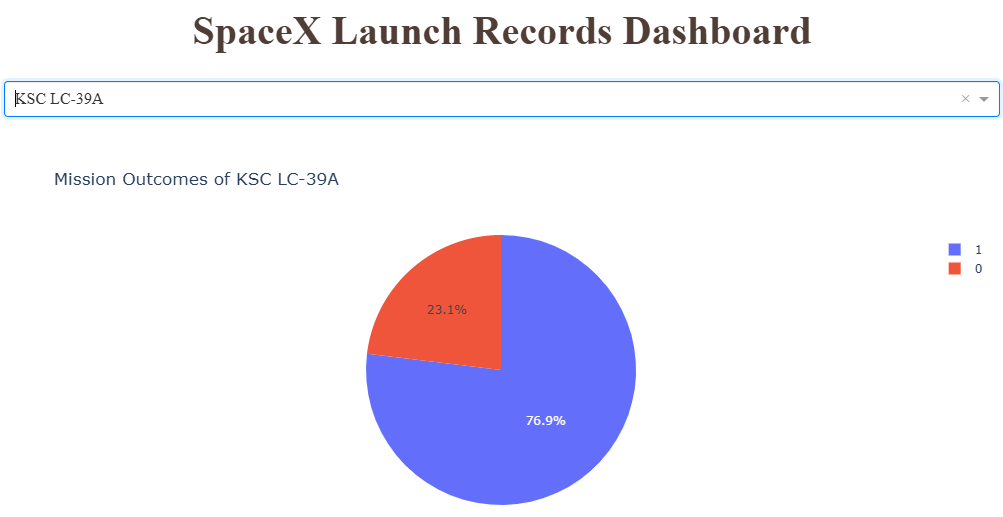 SpaceX Launch Records Dashboard
KSC LC-39A
Mission Outcomes of KSC LC-39A
1
0
23.1%
76.9%